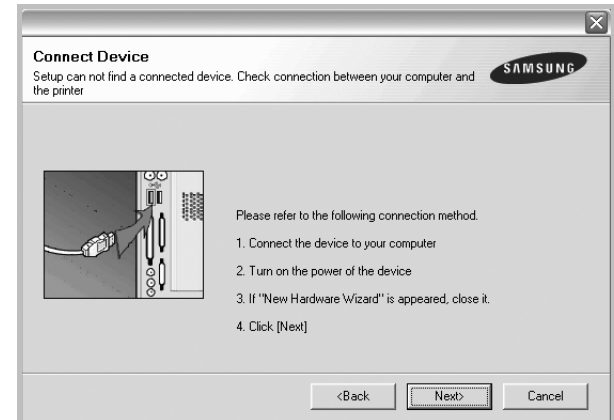 Connect Device
Setup can not find a connected device. Check connection between your computer and
the printer
SAMSUNG
Please refer to the following connection method.
1. Connect the device to your computer
2. Turn on the power of the device
3. If "New Hardware Wizard" is appeared, close it.
4. Click [Next]
<Back
Next>
Cancel